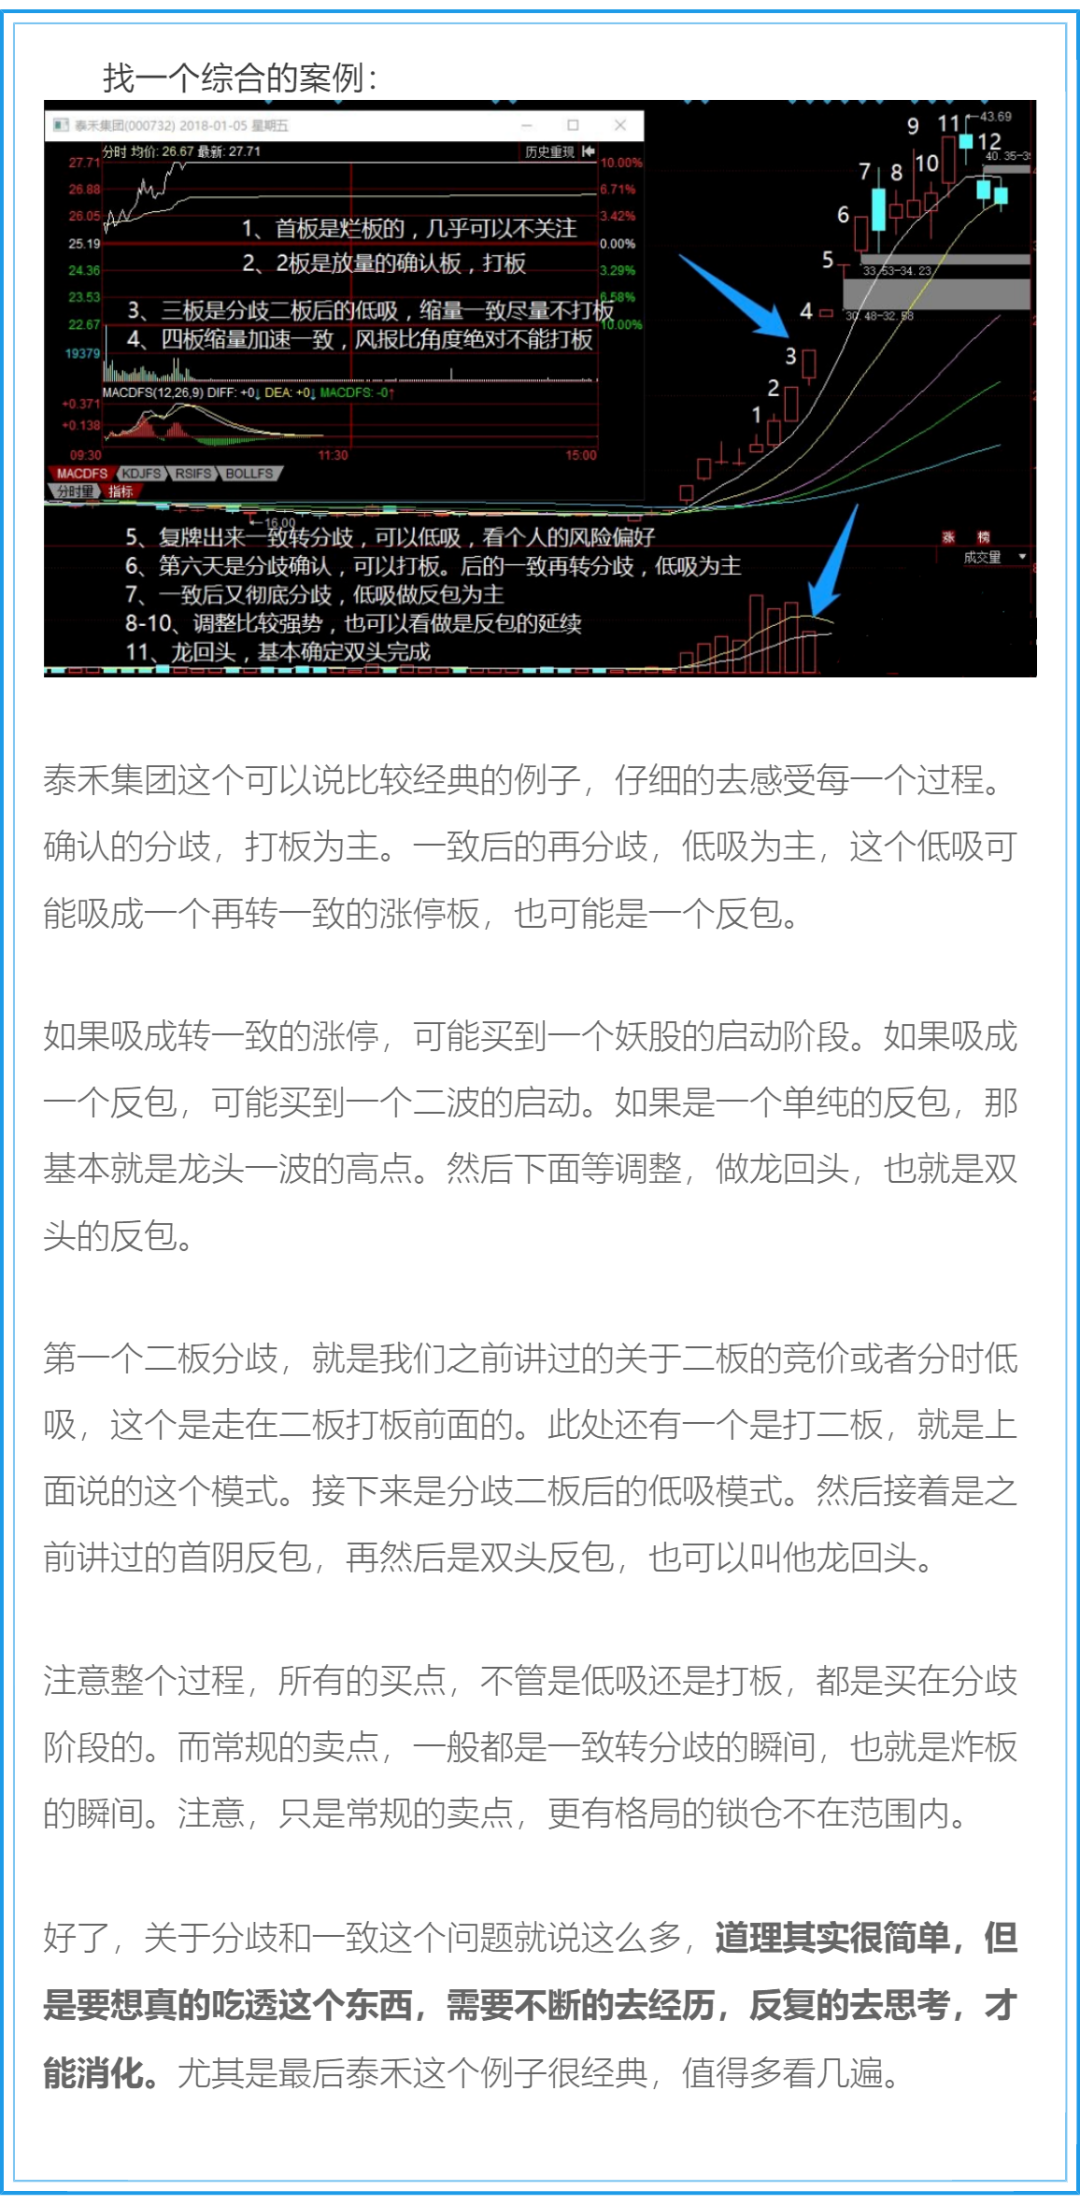 找一个综合的案例：
泰禾集团(000732) 2018-01-05 星期五
分时 均价: 26.67 最新: 27.71 历史重现
27.71 10.00%
26.88 6.71%
26.05 3.42%
25.19 0.00%
24.36 3.29%
23.53 6.58%
22.67 10.00%
19379
1、首板是烂板的，几乎可以不关注
2、2板是放量的确认板，打板
3、三板是分歧二板后的低吸，缩量一致尽量不打板
4、四板缩量加速一致，风报比角度绝对不能打板
MACDFS(12,26,9) DIFF: +0↓ DEA: +0↓ MACDFS: -0↑
+0.371
+0.138
09:30 11:30 15:00
MACDFS KDJFS RSIFS BOLLFS
分时量 指标
1
2
3
4
5
6
7
8
9
10
11
12
43.69
40.35-3
33.53-34.23
30.48-32.58
16.00
5、复牌出来一致转分歧，可以低吸，看个人的风险偏好
6、第六天是分歧确认，可以打板。后的一致再转分歧，低吸为主
7、一致后又彻底分歧，低吸做反包为主
8-10、调整比较强势，也可以看做是反包的延续
11、龙回头，基本确定双头完成
涨 榜
成交量
泰禾集团这个可以说比较经典的例子，仔细的去感受每一个过程。
确认的分歧，打板为主。一致后的再分歧，低吸为主，这个低吸可
能吸成一个再转一致的涨停板，也可能是一个反包。
如果吸成转一致的涨停，可能买到一个妖股的启动阶段。如果吸成
一个反包，可能买到一个二波的启动。如果是一个单纯的反包，那
基本就是龙头一波的高点。然后下面等调整，做龙回头，也就是双
头的反包。
第一个二板分歧，就是我们之前讲过的关于二板的竞价或者分时低
吸，这个是走在二板打板前面的。此处还有一个是打二板，就是上
面说的这个模式。接下来是分歧二板后的低吸模式。然后接着是之
前讲过的首阴反包，再然后是双头反包，也可以叫他龙回头。
注意整个过程，所有的买点，不管是低吸还是打板，都是买在分歧
阶段的。而常规的卖点，一般都是一致转分歧的瞬间，也就是炸板
的瞬间。注意，只是常规的卖点，更有格局的锁仓不在范围内。
好了，关于分歧和一致这个问题就说这么多，道理其实很简单，但
是要想真的吃透这个东西，需要不断的去经历，反复的去思考，才
能消化。尤其是最后泰禾这个例子很经典，值得多看几遍。